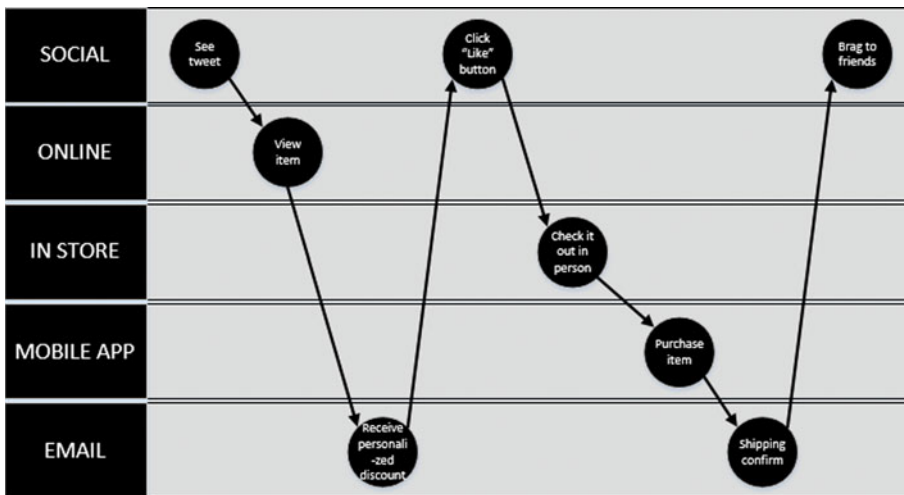 SOCIAL
See
tweet
Click
“Like”
button
Brag to
friends
ONLINE
View
item
IN STORE
Check it
out in
person
MOBILE APP
Purchase
item
EMAIL
Receive
personali
-zed
discount
Shipping
confirm